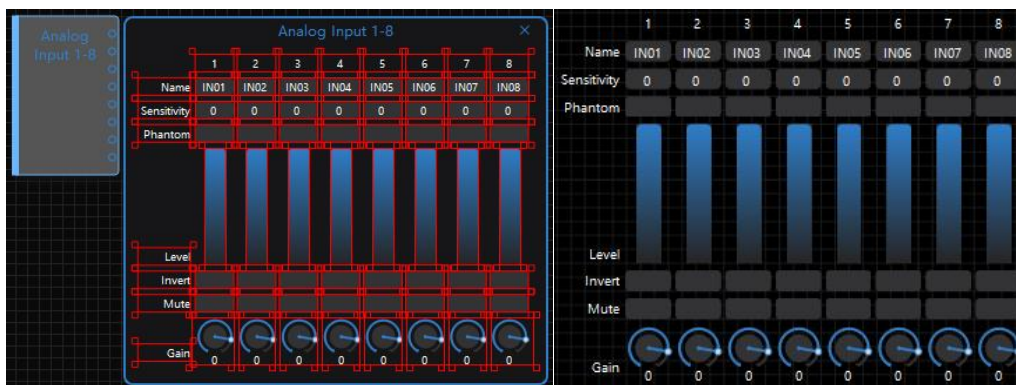 Analog
Input 1-8
Analog Input 1-8 ×
1 2 3 4 5 6 7 8
Name IN01 IN02 IN03 IN04 IN05 IN06 IN07 IN08
Sensitivity 0 0 0 0 0 0 0 0
Phantom
Level
Invert
Mute
Gain 0 0 0 0 0 0 0 0
1 2 3 4 5 6 7 8
Name IN01 IN02 IN03 IN04 IN05 IN06 IN07 IN08
Sensitivity 0 0 0 0 0 0 0 0
Phantom
Level
Invert
Mute
Gain 0 0 0 0 0 0 0 0